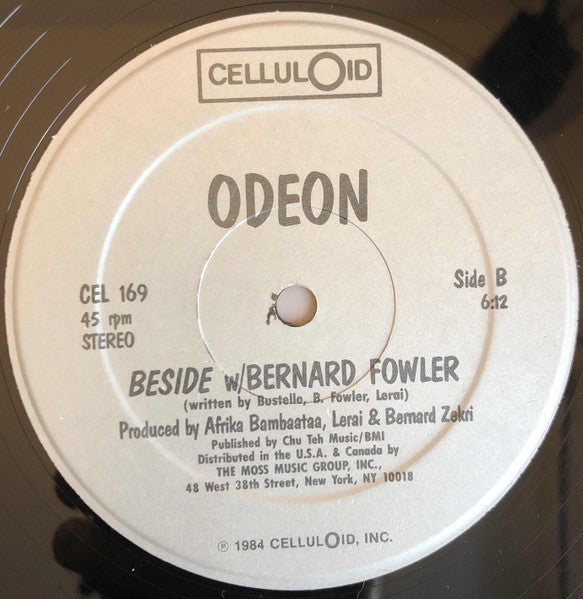 CELLULOID
ODEON
CEL 169
45 rpm
STEREO
Side B
6:12
BESIDE w/BERNARD FOWLER
(written by Bustello, B. Fowler, Lerai)
Produced by Afrika Bambaataa, Lerai & Bernard Zekri
Published by Chu Teh Music/BMI
Distributed in the U.S.A. & Canada by
THE MOSS MUSIC GROUP, INC.,
48 West 38th Street, New York, NY 10018
℗ 1984 CELLULOID, INC.